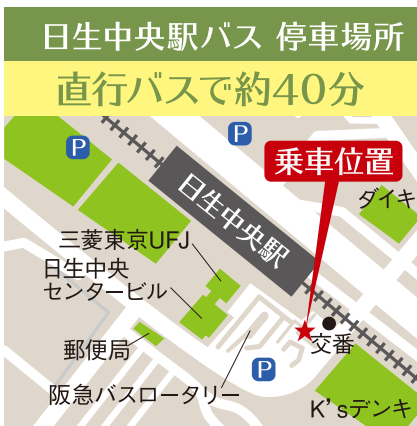 日生中央駅バス 停車場所
直行バスで約40分
P
P
乗車位置
ダイキ
日生中央駅
三菱東京UFJ
日生中央
センタービル
郵便局
交番
P
阪急バスロータリー
K'sデンキ